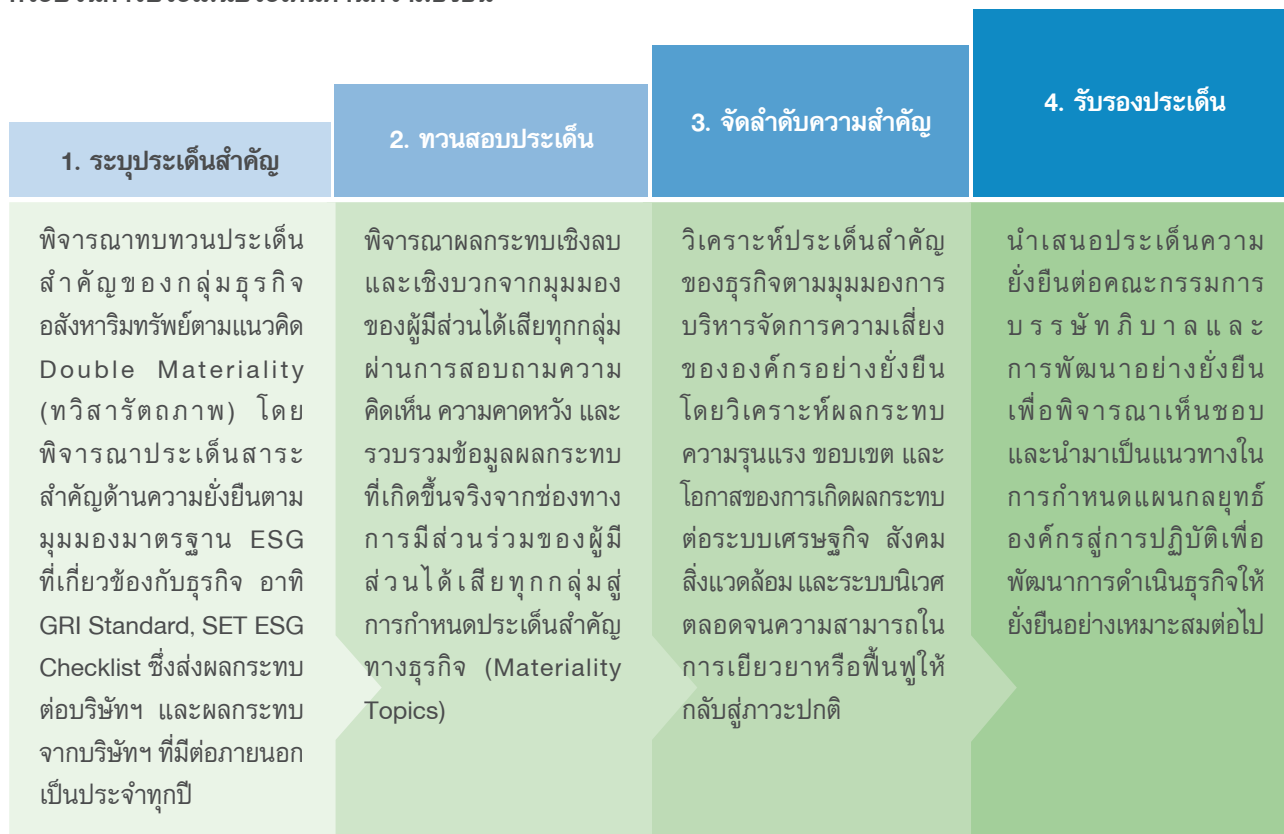 1. ระบุประเด็นสำคัญ
พิจารณาทบทวนประเด็น
สำคัญของกลุ่มธุรกิจ
อสังหาริมทรัพย์ตามแนวคิด
Double Materiality
(ทวิสารัตถภาพ) โดย
พิจารณาประเด็นสาระ
สำคัญด้านความยั่งยืนตาม
มุมมองมาตรฐาน ESG
ที่เกี่ยวข้องกับธุรกิจ อาทิ
GRI Standard, SET ESG
Checklist ซึ่งส่งผลกระทบ
ต่อบริษัทฯ และผลกระทบ
จากบริษัทฯ ที่มีต่อภายนอก
เป็นประจำทุกปี
2. ทวนสอบประเด็น
พิจารณาผลกระทบเชิงลบ
และเชิงบวกจากมุมมอง
ของผู้มีส่วนได้เสียทุกกลุ่ม
ผ่านการสอบถามความ
คิดเห็น ความคาดหวัง และ
รวบรวมข้อมูลผลกระทบ
ที่เกิดขึ้นจริงจากช่องทาง
การมีส่วนร่วมของผู้มี
ส่วนได้เสียทุกกลุ่มสู่
การกำหนดประเด็นสำคัญ
ทางธุรกิจ (Materiality
Topics)
3. จัดลำดับความสำคัญ
วิเคราะห์ประเด็นสำคัญ
ของธุรกิจตามมุมมองการ
บริหารจัดการความเสี่ยง
ขององค์กรอย่างยั่งยืน
โดยวิเคราะห์ผลกระทบ
ความรุนแรง ขอบเขต และ
โอกาสของการเกิดผลกระทบ
ต่อระบบเศรษฐกิจ สังคม
สิ่งแวดล้อม และระบบนิเวศ
ตลอดจนความสามารถใน
การเยียวยาหรือฟื้นฟูให้
กลับสู่ภาวะปกติ
4. รับรองประเด็น
นำเสนอประเด็นความ
ยั่งยืนต่อคณะกรรมการ
บรรษัทภิบาลและ
การพัฒนาอย่างยั่งยืน
เพื่อพิจารณาเห็นชอบ
และนำมาเป็นแนวทางใน
การกำหนดแผนกลยุทธ์
องค์กรสู่การปฏิบัติเพื่อ
พัฒนาการดำเนินธุรกิจให้
ยั่งยืนอย่างเหมาะสมต่อไป